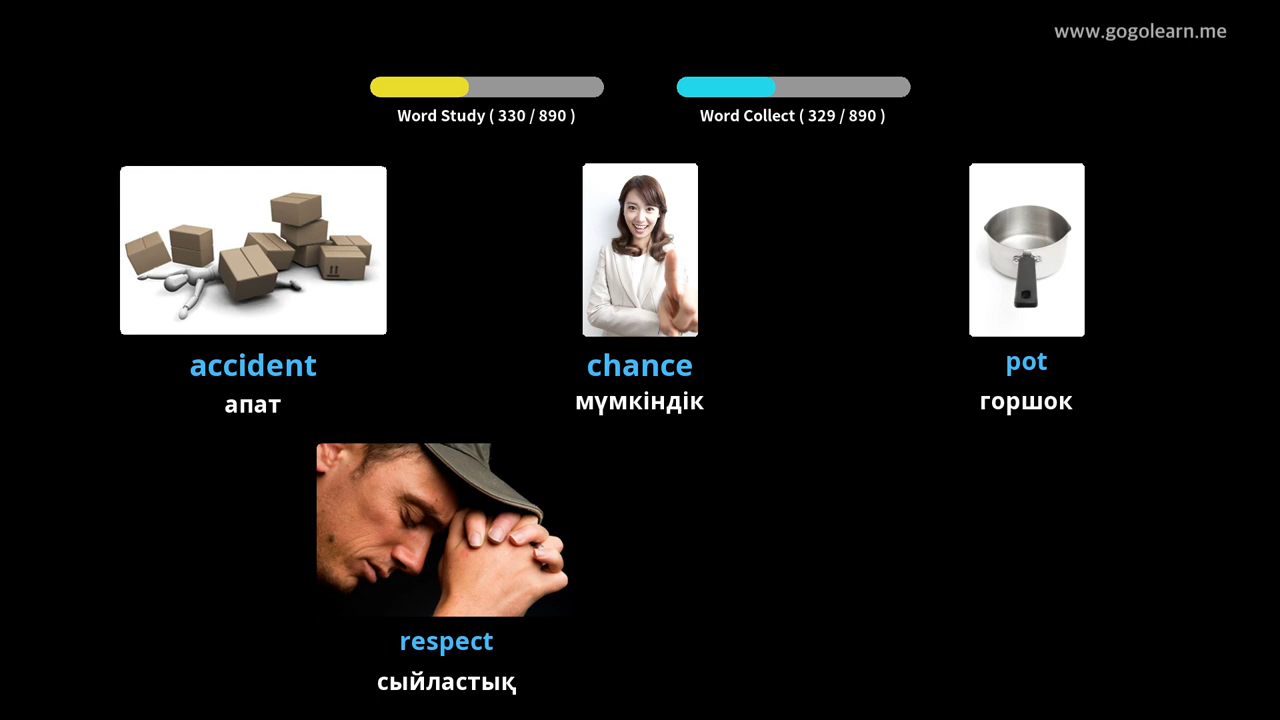 www.gogolearn.me
Word Study ( 330 / 890 )
Word Collect ( 329 / 890 )
accident
апат
chance
мүмкіндік
pot
горшок
respect
сыйластық